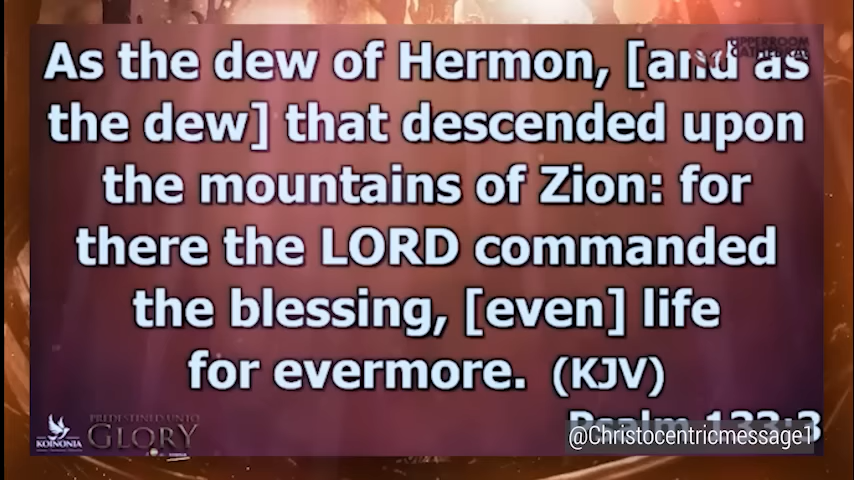 UPPERROOM
CATHEDRAL
As the dew of Hermon, [and as
the dew] that descended upon
the mountains of Zion: for
there the LORD commanded
the blessing, [even] life
for evermore. (KJV)
Psalm 133:3
@Christocentricmessage1
KOINONIA
PREDESTINED UNTO
GLORY